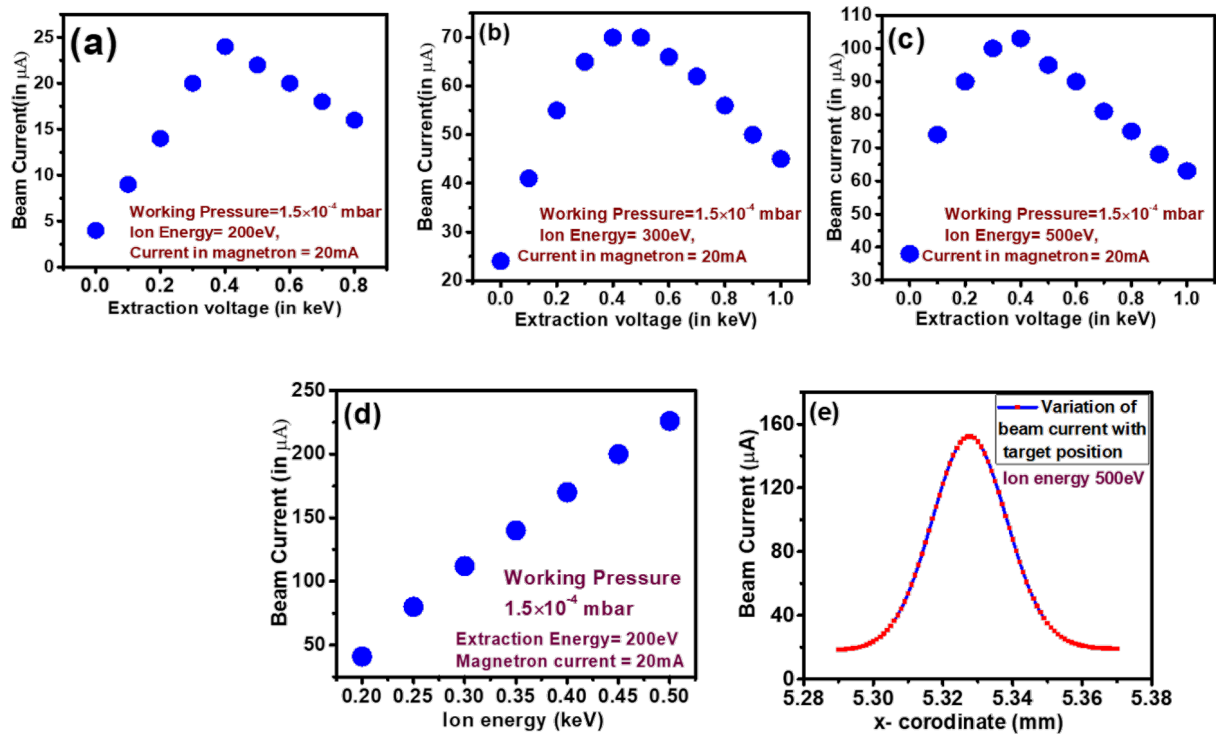 (a)
Beam Current(in μA)
25
20
15
10
5
0
Working Pressure=1.5×10⁻⁴ mbar
Ion Energy= 200eV,
Current in magnetron = 20mA
0.0 0.2 0.4 0.6 0.8
Extraction voltage (in keV)
(b)
Beam Current(in μA)
70
60
50
40
30
20
Working Pressure=1.5×10⁻⁴ mbar
Ion Energy= 300eV,
Current in magnetron = 20mA
0.0 0.2 0.4 0.6 0.8 1.0
Extraction voltage (in keV)
(c)
Beam current (in μA)
110
100
90
80
70
60
50
40
30
Working Pressure=1.5×10⁻⁴ mbar
Ion Energy= 500eV,
Current in magnetron = 20mA
0.0 0.2 0.4 0.6 0.8 1.0
Extraction voltage (in keV)
(d)
Beam Current (in μA)
250
200
150
100
50
Working Pressure
1.5×10⁻⁴ mbar
Extraction Energy= 200eV
Magnetron current = 20mA
0.20 0.25 0.30 0.35 0.40 0.45 0.50
Ion energy (keV)
(e)
Beam Current (μA)
160
120
80
40
0
Variation of
beam current with
target position
Ion energy 500eV
5.28 5.30 5.32 5.34 5.36 5.38
x- corodinate (mm)